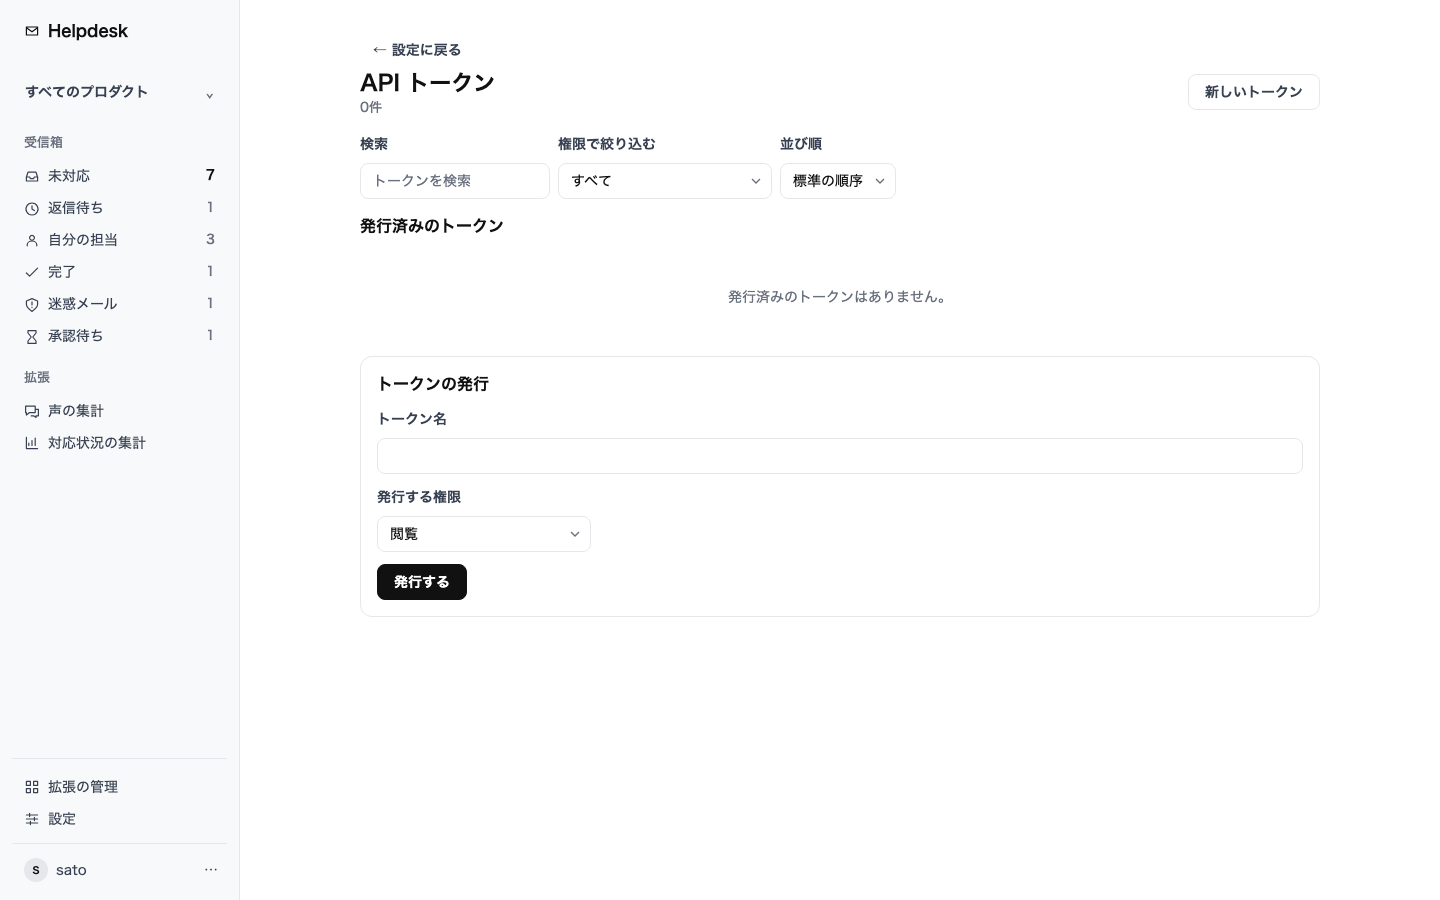 Helpdesk
すべてのプロダクト
受信箱
未対応 7
返信待ち 1
自分の担当 3
完了 1
迷惑メール 1
承認待ち 1
拡張
声の集計
対応状況の集計
拡張の管理
設定
S sato ...
← 設定に戻る
API トークン
0件
新しいトークン
検索 権限で絞り込む 並び順
トークンを検索 すべて 標準の順序
発行済みのトークン
発行済みのトークンはありません。
トークンの発行
トークン名
発行する権限
閲覧
発行する